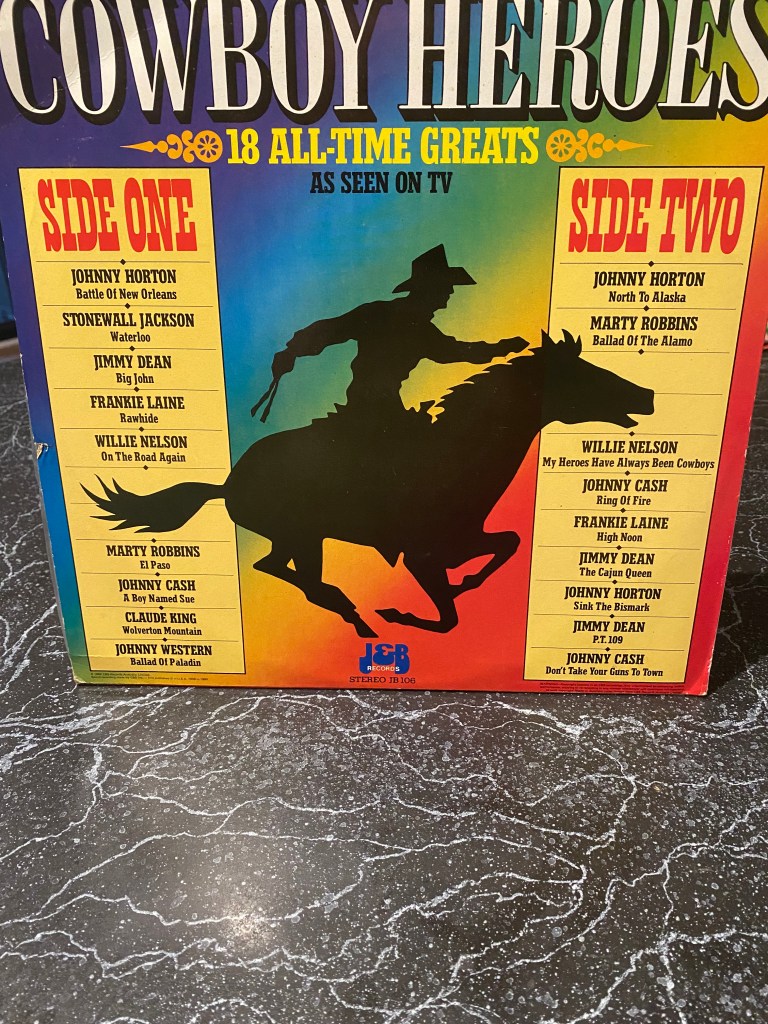 COWBOY HEROES
18 ALL-TIME GREATS
AS SEEN ON TV
SIDE ONE
JOHNNY HORTON
Battle Of New Orleans
STONEWALL JACKSON
Waterloo
JIMMY DEAN
Big John
FRANKIE LAINE
Rawhide
WILLIE NELSON
On The Road Again
MARTY ROBBINS
El Paso
JOHNNY CASH
A Boy Named Sue
CLAUDE KING
Wolverton Mountain
JOHNNY WESTERN
Ballad Of Paladin
SIDE TWO
JOHNNY HORTON
North To Alaska
MARTY ROBBINS
Ballad Of The Alamo
WILLIE NELSON
My Heroes Have Always Been Cowboys
JOHNNY CASH
Ring Of Fire
FRANKIE LAINE
High Noon
JIMMY DEAN
The Cajun Queen
JOHNNY HORTON
Sink The Bismark
JIMMY DEAN
P.T. 109
JOHNNY CASH
Don't Take Your Guns To Town
J&B
RECORDS
STEREO JB 106